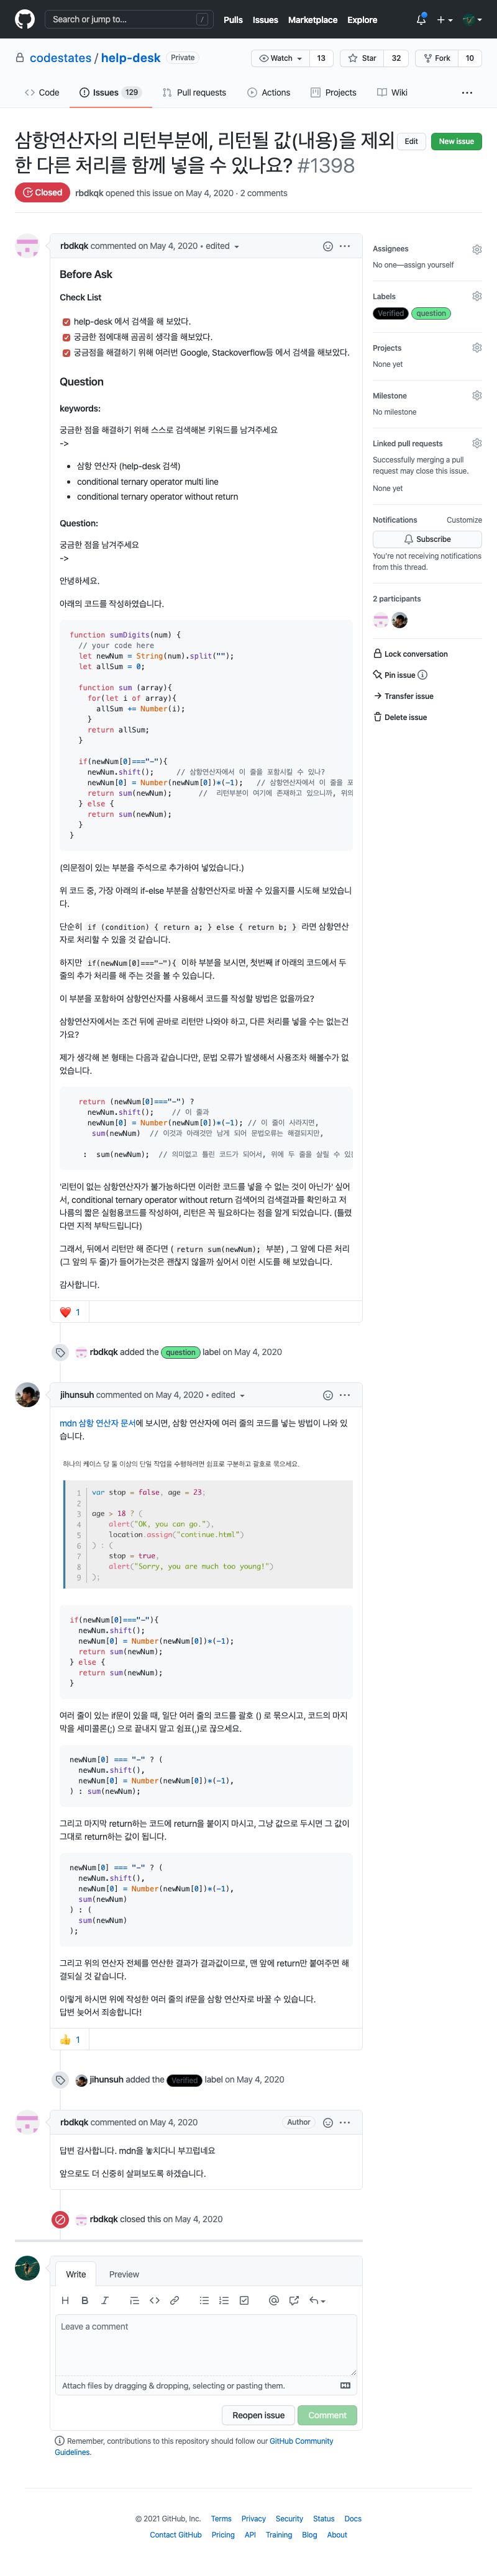 Search or jump to...
/
Pulls Issues Marketplace Explore
codestates / help-desk Private
Watch 13 Star 32 Fork 10
Code Issues 129 Pull requests Actions Projects Wiki
삼항연산자의 리턴부분에, 리턴될 값(내용)을 제외
한 다른 처리를 함께 넣을 수 있나요? #1398
Edit New issue
Closed rbdkqk opened this issue on May 4, 2020 · 2 comments
rbdkqk commented on May 4, 2020 • edited
Before Ask
Check List
help-desk 에서 검색을 해 보았다.
궁금한 점에대해 곰곰히 생각을 해보았다.
궁금점을 해결하기 위해 여러번 Google, Stackoverflow등 에서 검색을 해보았다.
Question
keywords:
궁금한 점을 해결하기 위해 스스로 검색해본 키워드를 남겨주세요
->
• 삼항 연산자 (help-desk 검색)
• conditional ternary operator multi line
• conditional ternary operator without return
Question:
궁금한 점을 남겨주세요
->
안녕하세요.
아래의 코드를 작성하였습니다.
function sumDigits(num) {
// your code here
let newNum = String(num).split("");
let allSum = 0;
function sum (array){
for(let i of array){
allSum += Number(i);
}
return allSum;
}
if(newNum[0]==="-"){
newNum.shift(); // 삼항연산자에서 이 줄을 포함시킬 수 있나?
newNum[0] = Number(newNum[0])*(-1); // 삼항연산자에서 이 줄을 포
return sum(newNum); // 리턴부분이 여기에 존재하고 있으니까, 위의
} else {
return sum(newNum);
}
}
(의문점이 있는 부분을 주석으로 추가하여 넣었습니다.)
위 코드 중, 가장 아래의 if-else 부분을 삼항연산자로 바꿀 수 있을지를 시도해 보았습니
다.
단순히 if (condition) { return a; } else { return b; } 라면 삼항연산
자로 처리할 수 있을 것 같습니다.
하지만 if(newNum[0]==="-"){ 이하 부분을 보시면, 첫번째 if 아래의 코드에서 두
줄의 추가 처리를 해 주는 것을 볼 수 있습니다.
이 부분을 포함하여 삼항연산자를 사용해서 코드를 작성할 방법은 없을까요?
삼항연산자에서는 조건 뒤에 곧바로 리턴만 나와야 하고, 다른 처리를 넣을 수는 없는건
가요?
제가 생각해 본 형태는 다음과 같습니다만, 문법 오류가 발생해서 사용조차 해볼수가 없
었습니다.
return (newNum[0]==="-") ?
newNum.shift(); // 이 줄과
newNum[0] = Number(newNum[0])*(-1); // 이 줄이 사라지면,
sum(newNum) // 이것과 아래것만 남게 되어 문법오류는 해결되지만,
: sum(newNum); // 의미없고 틀린 코드가 되어서, 위에 두 줄을 살릴 수 있
'리턴이 없는 삼항연산자가 불가능하다면 이러한 코드를 넣을 수 없는 것이 아닌가' 싶어
서, conditional ternary operator without return 검색어의 검색결과를 확인하고 저
나름의 짧은 실험용코드를 작성하여, 리턴은 꼭 필요하다는 점을 알게 되었습니다. (틀렸
다면 지적 부탁드립니다)
그래서, 뒤에서 리턴만 해 준다면 ( return sum(newNum); 부분) , 그 앞에 다른 처리
(그 앞의 두 줄)가 들어가는것은 괜찮지 않을까 싶어서 이런 시도를 해 보았습니다.
감사합니다.
1
rbdkqk added the question label on May 4, 2020
jihunsuh commented on May 4, 2020 • edited
mdn 삼항 연산자 문서에 보시면, 삼항 연산자에 여러 줄의 코드를 넣는 방법이 나와 있
습니다.
하나의 케이스 당 둘 이상의 단일 작업을 수행하려면 쉼표로 구분하고 괄호로 묶으세요.
1 var stop = false, age = 23;
2
3 age > 18 ? (
4 alert("OK, you can go."),
5 location.assign("continue.html")
6 ) : (
7 stop = true,
8 alert("Sorry, you are much too young!")
9 );
if(newNum[0]==="-"){
newNum.shift();
newNum[0] = Number(newNum[0])*(-1);
return sum(newNum);
} else {
return sum(newNum);
}
여러 줄이 있는 if문이 있을 때, 일단 여러 줄의 코드를 괄호 () 로 묶으시고, 코드의 마지
막을 세미콜론(;) 으로 끝내지 말고 쉼표(,)로 끊으세요.
newNum[0] === "-" ? (
newNum.shift(),
newNum[0] = Number(newNum[0])*(-1),
) : sum(newNum);
그리고 마지막 return하는 코드에 return을 붙이지 마시고, 그냥 값으로 두시면 그 값이
그대로 return하는 값이 됩니다.
newNum[0] === "-" ? (
newNum.shift(),
newNum[0] = Number(newNum[0])*(-1),
sum(newNum)
) : (
sum(newNum)
);
그리고 위의 연산자 전체를 연산한 결과가 결과값이므로, 맨 앞에 return만 붙여주면 해
결되실 것 같습니다.
이렇게 하시면 위에 작성한 여러 줄의 if문을 삼항 연산자로 바꿀 수 있습니다.
답변 늦어서 죄송합니다!
1
jihunsuh added the Verified label on May 4, 2020
rbdkqk commented on May 4, 2020 Author
답변 감사합니다. mdn을 놓치다니 부끄럽네요
앞으로도 더 신중히 살펴보도록 하겠습니다.
rbdkqk closed this on May 4, 2020
Write Preview
Leave a comment
Attach files by dragging & dropping, selecting or pasting them.
Reopen issue Comment
Remember, contributions to this repository should follow our GitHub Community
Guidelines.
Assignees
No one—assign yourself
Labels
Verified question
Projects
None yet
Milestone
No milestone
Linked pull requests
Successfully merging a pull
request may close this issue.
None yet
Notifications Customize
Subscribe
You're not receiving notifications
from this thread.
2 participants
Lock conversation
Pin issue
Transfer issue
Delete issue
© 2021 GitHub, Inc. Terms Privacy Security Status Docs
Contact GitHub Pricing API Training Blog About